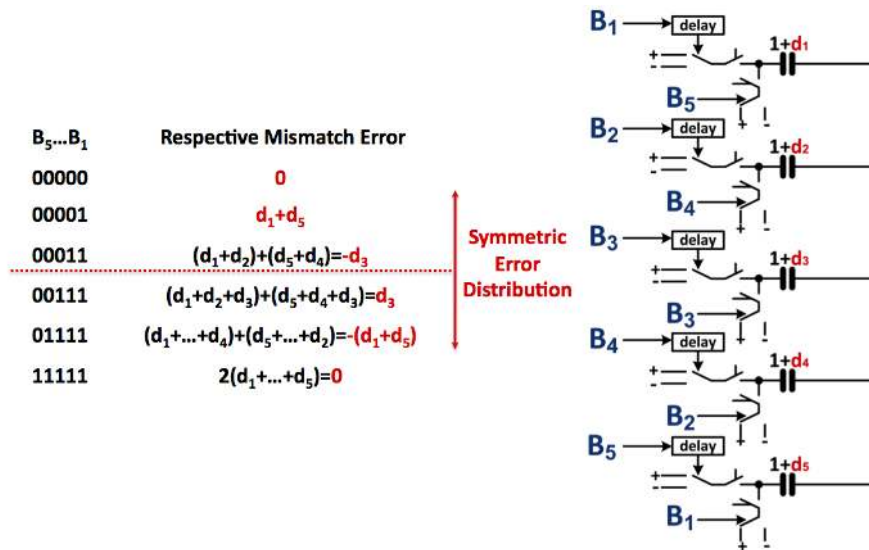 B₅...B₁ Respective Mismatch Error
00000 0
00001 d₁+d₅
00011 (d₁+d₂)+(d₅+d₄)=-d₃
00111 (d₁+d₂+d₃)+(d₅+d₄+d₃)=d₃
01111 (d₁+...+d₄)+(d₅+...+d₂)=-(d₁+d₅)
11111 2(d₁+...+d₅)=0
Symmetric
Error
Distribution
B₁ delay
1+d₁
+
-
B₅
+ -
B₂ delay
1+d₂
+
-
B₄
+ -
B₃ delay
1+d₃
+
-
B₃
+ -
B₄ delay
1+d₄
+
-
B₂
+ -
B₅ delay
1+d₅
+
-
B₁
+ -